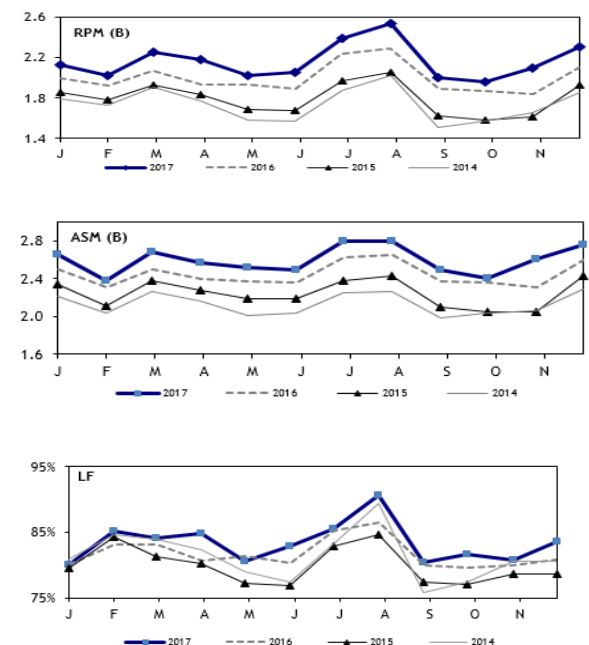 2.6
RPM (B)
2.2
1.8
1.4
J F M A M J J A S O N
2017 2016 2015 2014
ASM (B)
2.8
2.4
2.0
1.6
J F M A M J J A S O N
2017 2016 2015 2014
95%
LF
85%
75%
J F M A M J J A S O N
2017 2016 2015 2014